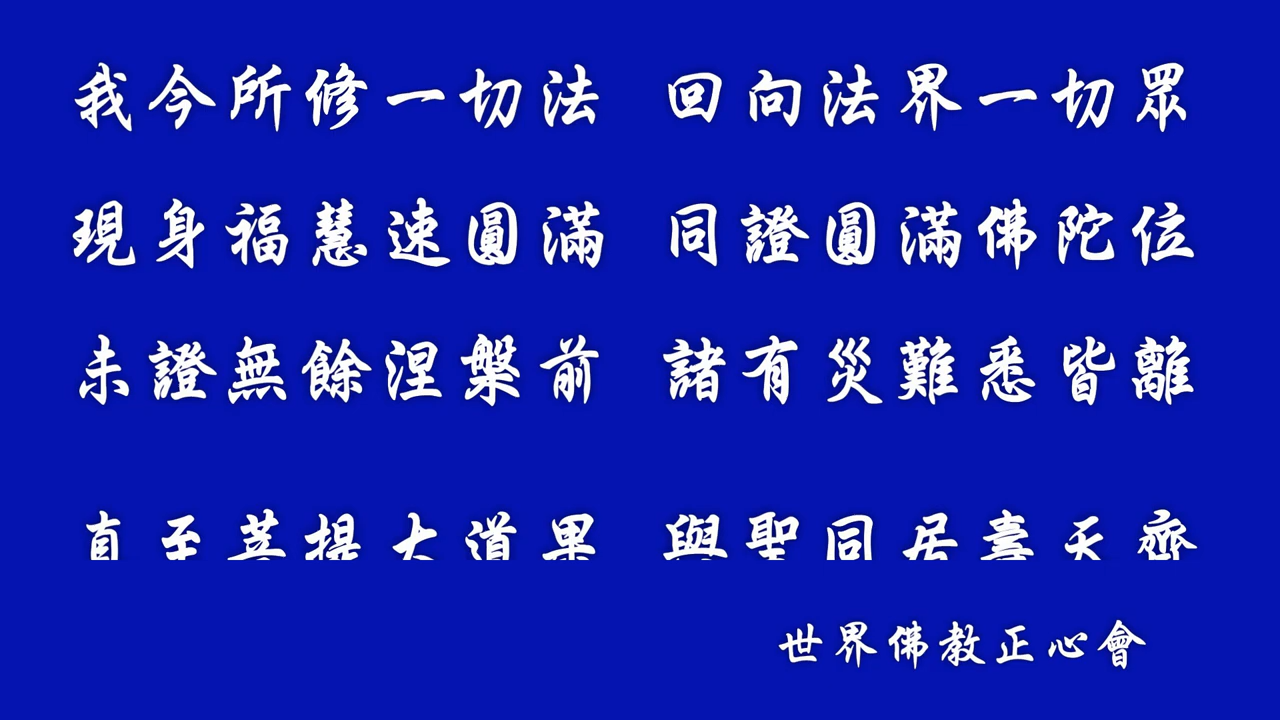 我今所修一切法 回向法界一切眾
現身福慧速圓滿 同證圓滿佛陀位
未證無餘涅槃前 諸有災難悉皆離
直至菩提大道果 與聖同居壽天齊
世界佛教正心會